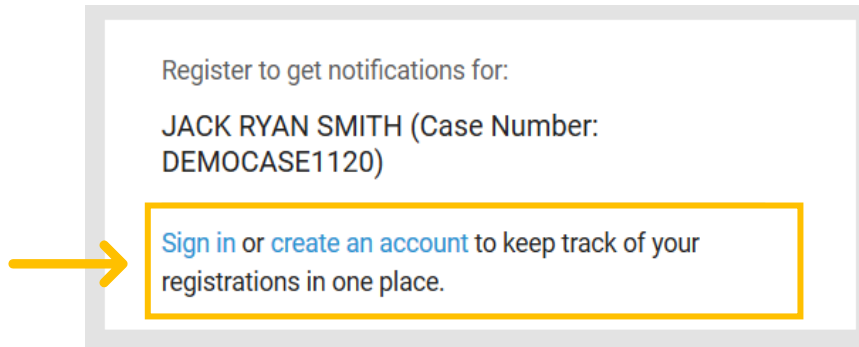 Register to get notifications for:
JACK RYAN SMITH (Case Number:
DEMOCASE1120)
Sign in or create an account to keep track of your
registrations in one place.